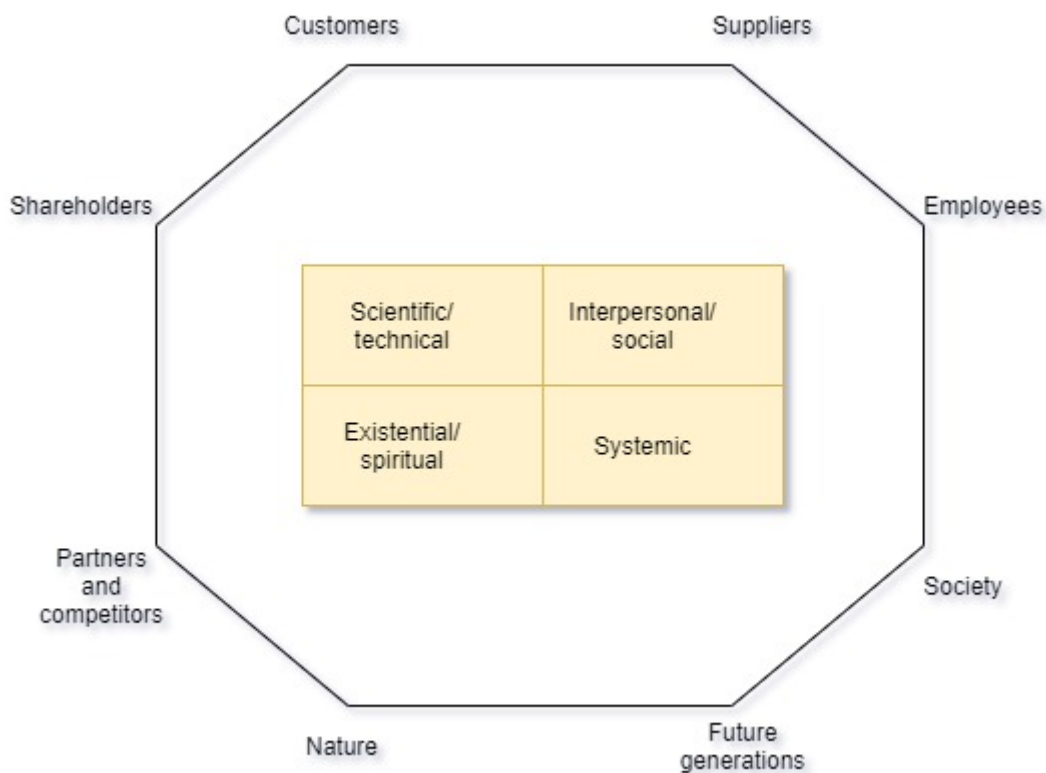 Customers
Suppliers
Shareholders
Employees
Scientific/
technical
Interpersonal/
social
Existential/
spiritual
Systemic
Partners
and
competitors
Society
Nature
Future
generations